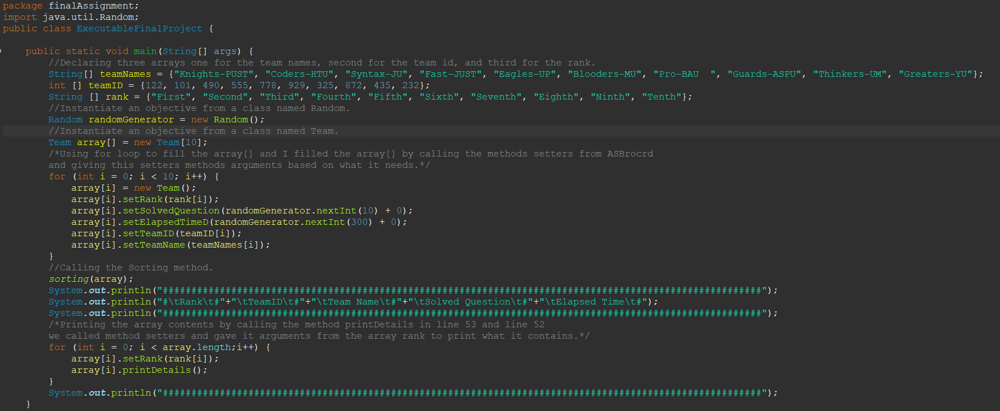 package finalAssignment;
import java.util.Random;
public class ExecutableFinalProject {
public static void main(String[] args) {
//Declaring three arrays one for the team names, second for the team id, and third for the rank.
String[] teamNames = {"Knights-PUST", "Coders-HTU", "Syntax-JU", "Fast-JUST", "Eagles-UP", "Blooders-MU", "Pro-BAU  ", "Guards-ASPU", "Thinkers-UM", "Greaters-YU"};
int [] teamID = {122, 101, 490, 555, 778, 929, 325, 872, 435, 232};
String [] rank = {"First", "Second", "Third", "Fourth", "Fifth", "Sixth", "Seventh", "Eighth", "Ninth", "Tenth"};
//Instantiate an objective from a class named Random.
Random randomGenerator = new Random();
//Instantiate an objective from a class named Team.
Team array[] = new Team[10];
/*Using for loop to fill the array[] and I filled the array[] by calling the methods setters from ASBrocrd
and giving this setters methods arguments based on what it needs.*/
for (int i = 0; i < 10; i++) {
array[i] = new Team();
array[i].setRank(rank[i]);
array[i].setSolvedQuestion(randomGenerator.nextInt(10) + 0);
array[i].setElapsedTimeD(randomGenerator.nextInt(300) + 0);
array[i].setTeamID(teamID[i]);
array[i].setTeamName(teamNames[i]);
}
//Calling the Sorting method.
sorting(array);
System.out.println("#########################################################################################################");
System.out.println("#\tRank\t#"+"\tTeamID\t#"+"\tTeam Name\t#"+"\tSolved Question\t#"+"\tElapsed Time\t#");
System.out.println("#########################################################################################################");
/*Printing the array contents by calling the method printDetails in line 53 and line 52
we called method setters and gave it arguments from the array rank to print what it contains.*/
for (int i = 0; i < array.length;i++) {
array[i].setRank(rank[i]);
array[i].printDetails();
}
System.out.println("#########################################################################################################");
}